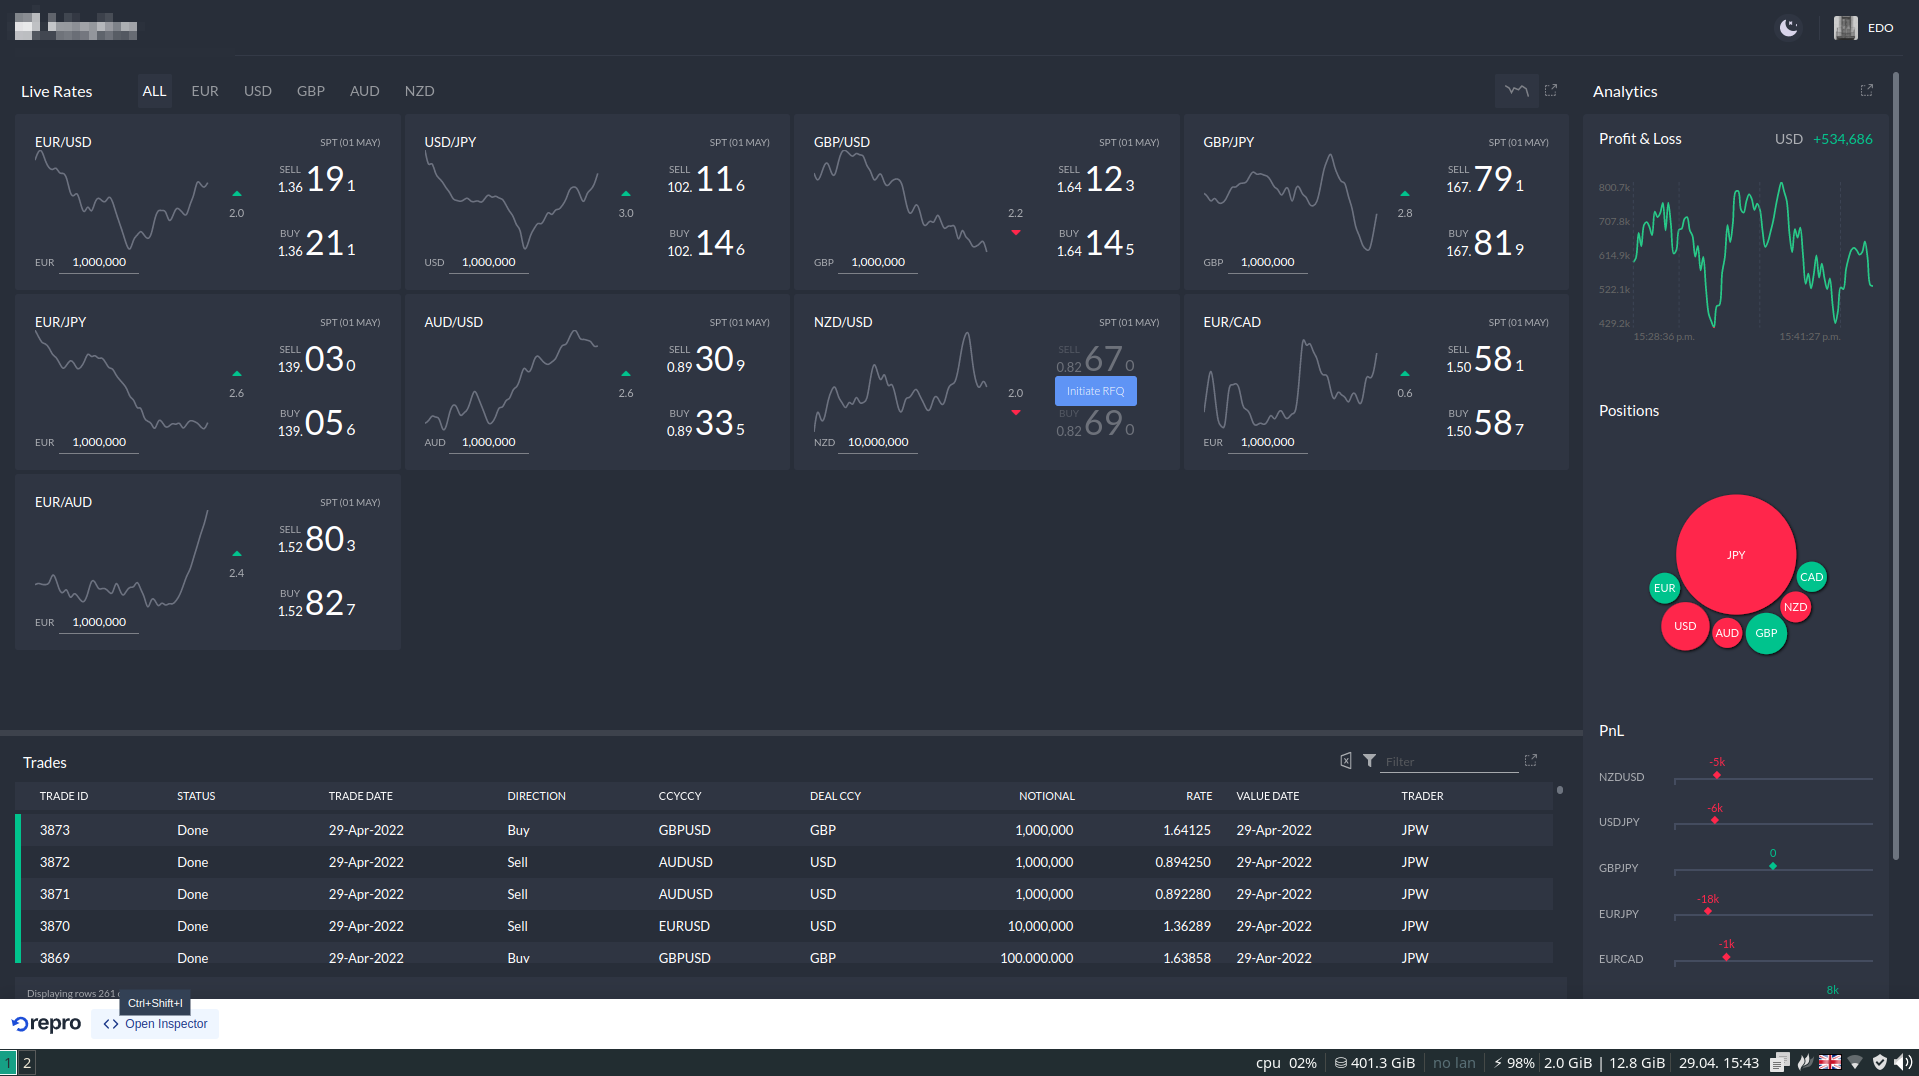 EDO
Live Rates ALL EUR USD GBP AUD NZD
Analytics
EUR/USD SPT (01 MAY)
SELL
1.36 19 1
2.0
BUY
1.36 21 1
EUR 1,000,000
USD/JPY SPT (01 MAY)
SELL
102. 11 6
3.0
BUY
102. 14 6
USD 1,000,000
GBP/USD SPT (01 MAY)
SELL
1.64 12 3
2.2
BUY
1.64 14 5
GBP 1,000,000
GBP/JPY SPT (01 MAY)
SELL
167. 79 1
2.8
BUY
167. 81 9
GBP 1,000,000
EUR/JPY SPT (01 MAY)
SELL
139. 03 0
2.6
BUY
139. 05 6
EUR 1,000,000
AUD/USD SPT (01 MAY)
SELL
0.89 30 9
2.6
BUY
0.89 33 5
AUD 1,000,000
NZD/USD SPT (01 MAY)
SELL
0.82 67 0
Initiate RFQ
2.0
BUY
0.82 69 0
NZD 10,000,000
EUR/CAD SPT (01 MAY)
SELL
1.50 58 1
0.6
BUY
1.50 58 7
EUR 1,000,000
EUR/AUD SPT (01 MAY)
SELL
1.52 80 3
2.4
BUY
1.52 82 7
EUR 1,000,000
Profit & Loss USD +534,686
800.7k
707.8k
614.9k
522.1k
429.2k
15:28:36 p.m. 15:41:27 p.m.
Positions
JPY
CAD
EUR
NZD
USD
AUD
GBP
PnL
-5k
NZDUSD
-6k
USDJPY
0
GBPJPY
-18k
EURJPY
-1k
EURCAD
8k
Trades Filter
TRADE ID STATUS TRADE DATE DIRECTION CCYCCY DEAL CCY NOTIONAL RATE VALUE DATE TRADER
3873 Done 29-Apr-2022 Buy GBPUSD GBP 1,000,000 1.64125 29-Apr-2022 JPW
3872 Done 29-Apr-2022 Sell AUDUSD USD 1,000,000 0.894250 29-Apr-2022 JPW
3871 Done 29-Apr-2022 Sell AUDUSD USD 1,000,000 0.892280 29-Apr-2022 JPW
3870 Done 29-Apr-2022 Sell EURUSD USD 10,000,000 1.36289 29-Apr-2022 JPW
3869 Done 29-Apr-2022 Buy GBPUSD GBP 100,000,000 1.63858 29-Apr-2022 JPW
Displaying rows 261
Ctrl+Shift+I
repro Open Inspector
1 2 cpu 02% 401.3 GiB no lan 98% 2.0 GiB | 12.8 GiB 29.04. 15:43